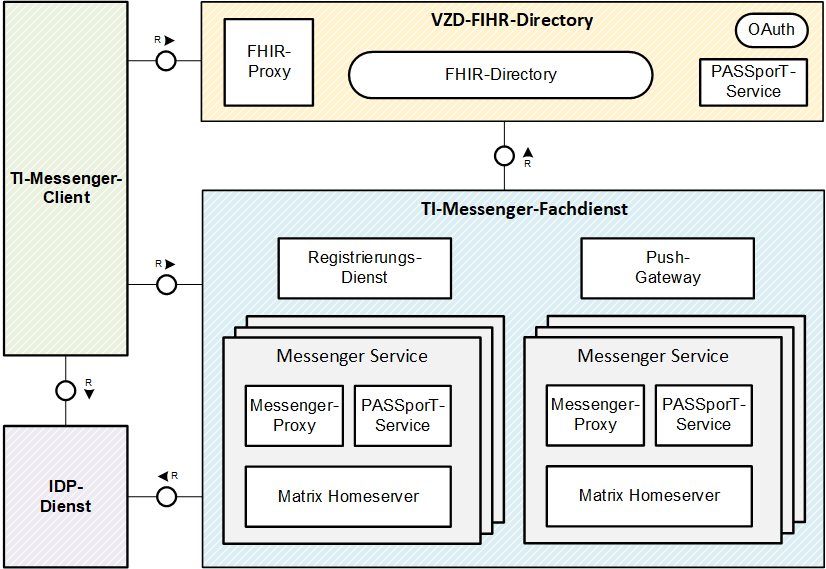 VZD-FIHR-Directory
OAuth
FHIR-
Proxy
FHIR-Directory
PASSporT-
Service
R
R
TI-Messenger-
Client
TI-Messenger-Fachdienst
Registrierungs-
Dienst
Push-
Gateway
R
Messenger Service
Messenger-
Proxy
PASSporT-
Service
Matrix Homeserver
Messenger Service
Messenger-
Proxy
PASSporT-
Service
Matrix Homeserver
R
IDP-
Dienst
R